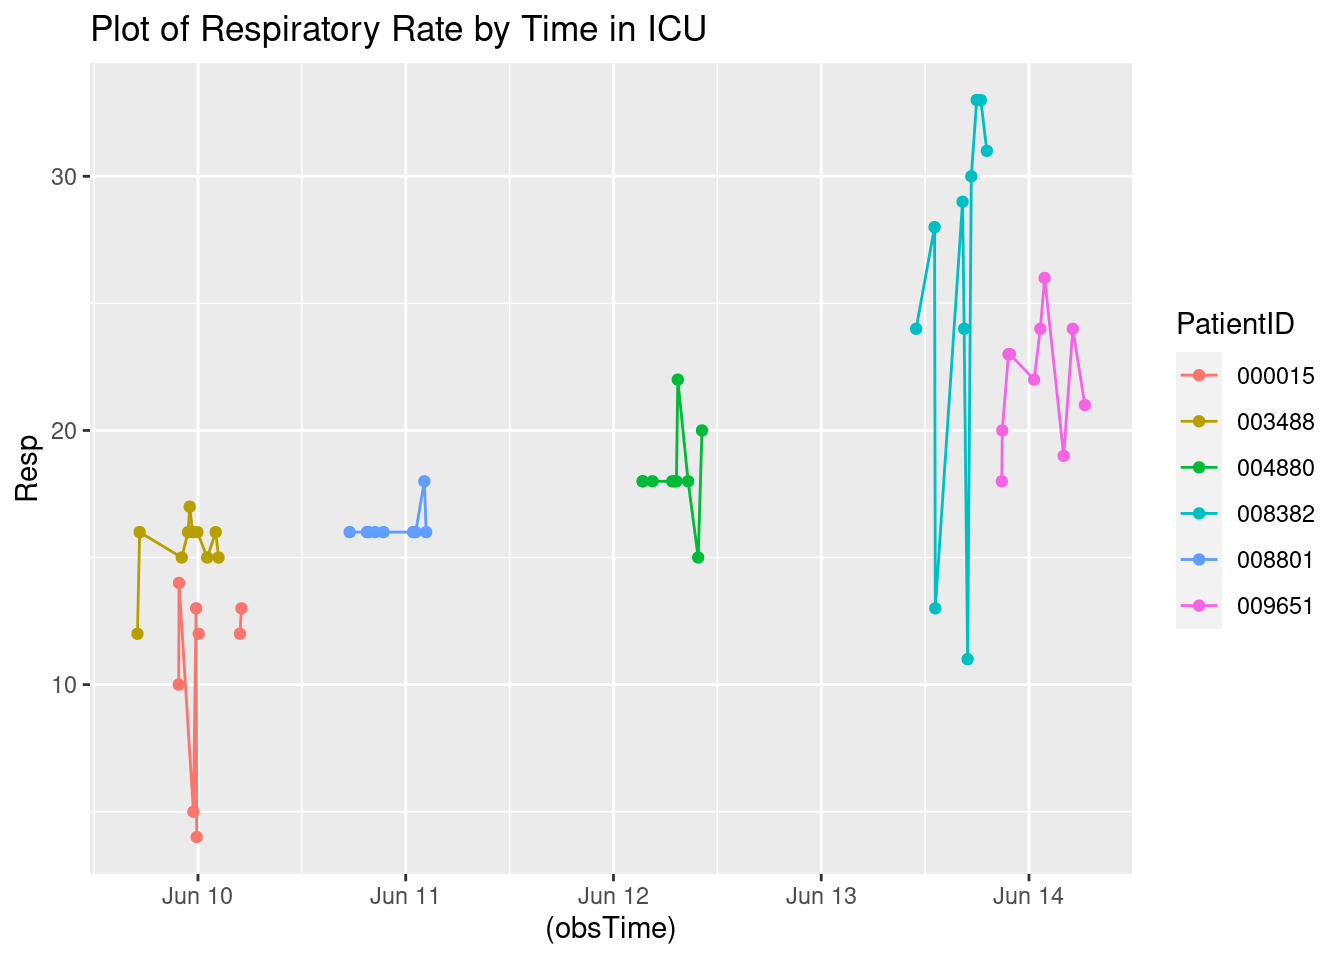 Plot of Respiratory Rate by Time in ICU
Resp
30
20
10
Jun 10
Jun 11
Jun 12
Jun 13
Jun 14
(obsTime)
PatientID
000015
003488
004880
008382
008801
009651